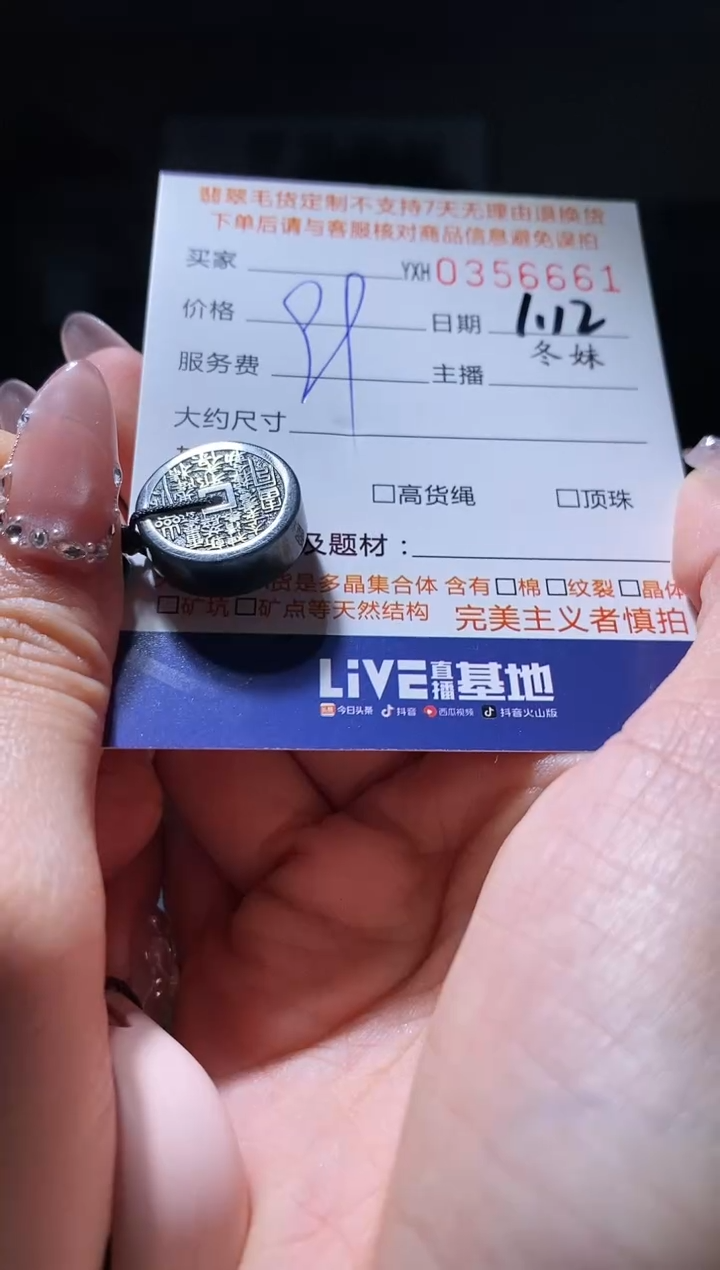 翡翠毛货定制不支持7天无理由退换货
下单后请与客服核对商品信息避免误拍
买家 YXH 0356661
价格 日期 1.12
服务费 主播 冬妹
大约尺寸
□高货绳 □顶珠
及题材：
货是多晶集合体 含有□棉 □纹裂 □晶体
□矿坑 □矿点等天然结构 完美主义者慎拍
LiVE 直播 基地
今日头条 抖音 西瓜视频 抖音火山版